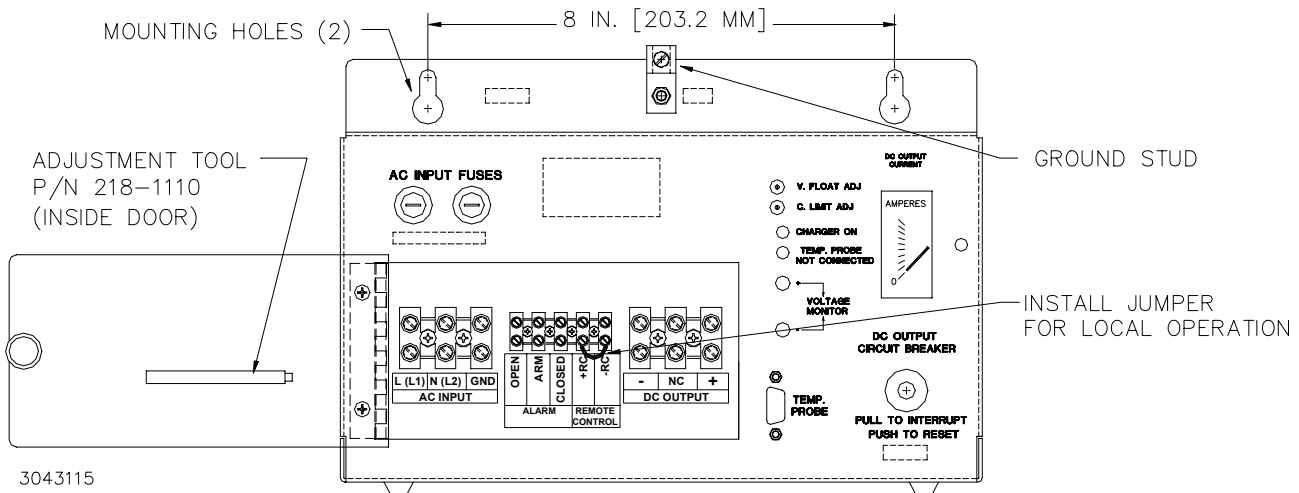 8 IN. [203.2 MM]
MOUNTING HOLES (2)
ADJUSTMENT TOOL
P/N 218-1110
(INSIDE DOOR)
GROUND STUD
AC INPUT FUSES
DC OUTPUT
CURRENT
V. FLOAT ADJ
C. LIMIT ADJ
CHARGER ON
TEMP. PROBE
NOT CONNECTED
AMPERES
0
+
VOLTAGE
MONITOR
-
INSTALL JUMPER
FOR LOCAL OPERATION
DC OUTPUT
CIRCUIT BREAKER
PULL TO INTERRUPT
PUSH TO RESET
TEMP.
PROBE
L (L1) N (L2) GND
AC INPUT
OPEN
ARM
CLOSED
+RC
-RC
ALARM
REMOTE
CONTROL
- NC +
DC OUTPUT
3043115